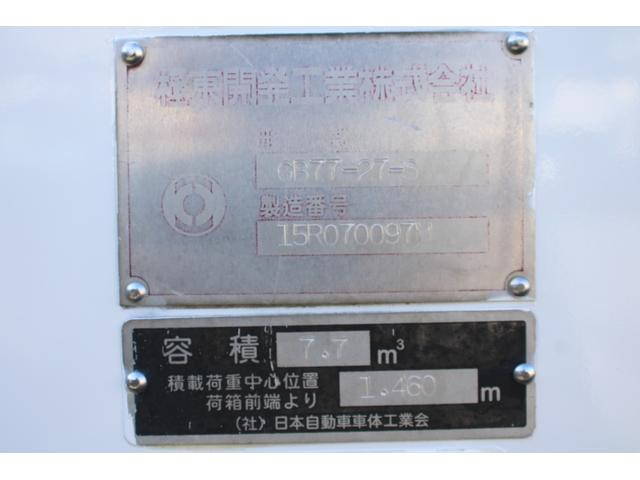 極東開発工業株式会社
型式
GB77-27-S
製造番号
15R070097M
容積 7.7 m³
積載荷重中心位置
荷箱前端より 1.460 m
(社)日本自動車車体工業会